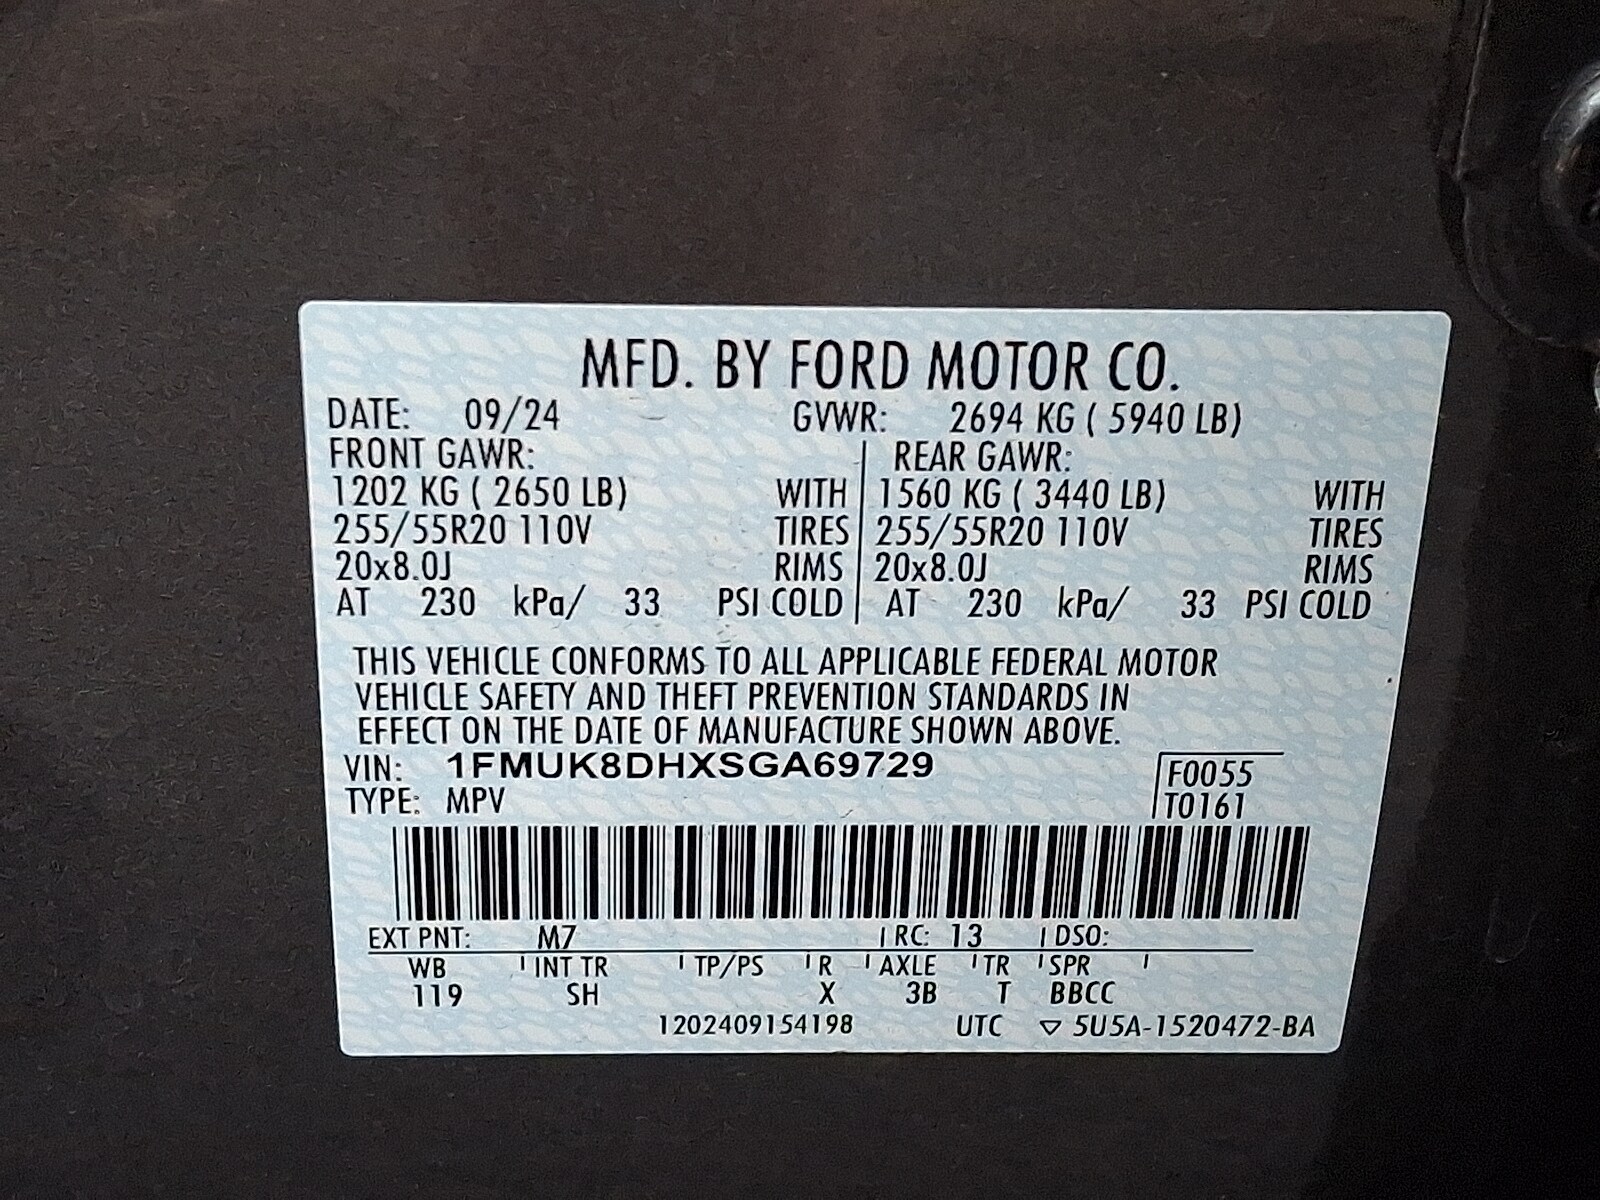 MFD. BY FORD MOTOR CO.
DATE: 09/24 GVWR: 2694 KG ( 5940 LB)
FRONT GAWR: REAR GAWR:
1202 KG ( 2650 LB) WITH 1560 KG ( 3440 LB) WITH
255/55R20 110V TIRES 255/55R20 110V TIRES
20x8.0J RIMS 20x8.0J RIMS
AT 230 kPa/ 33 PSI COLD AT 230 kPa/ 33 PSI COLD
THIS VEHICLE CONFORMS TO ALL APPLICABLE FEDERAL MOTOR
VEHICLE SAFETY AND THEFT PREVENTION STANDARDS IN
EFFECT ON THE DATE OF MANUFACTURE SHOWN ABOVE.
VIN: 1FMUK8DHXSGA69729 F0055
TYPE: MPV T0161
EXT PNT: M7 RC: 13 DSO:
WB INT TR TP/PS R AXLE TR SPR
119 SH X 3B T BBCC
1202409154198 UTC ▽ 5U5A-1520472-BA